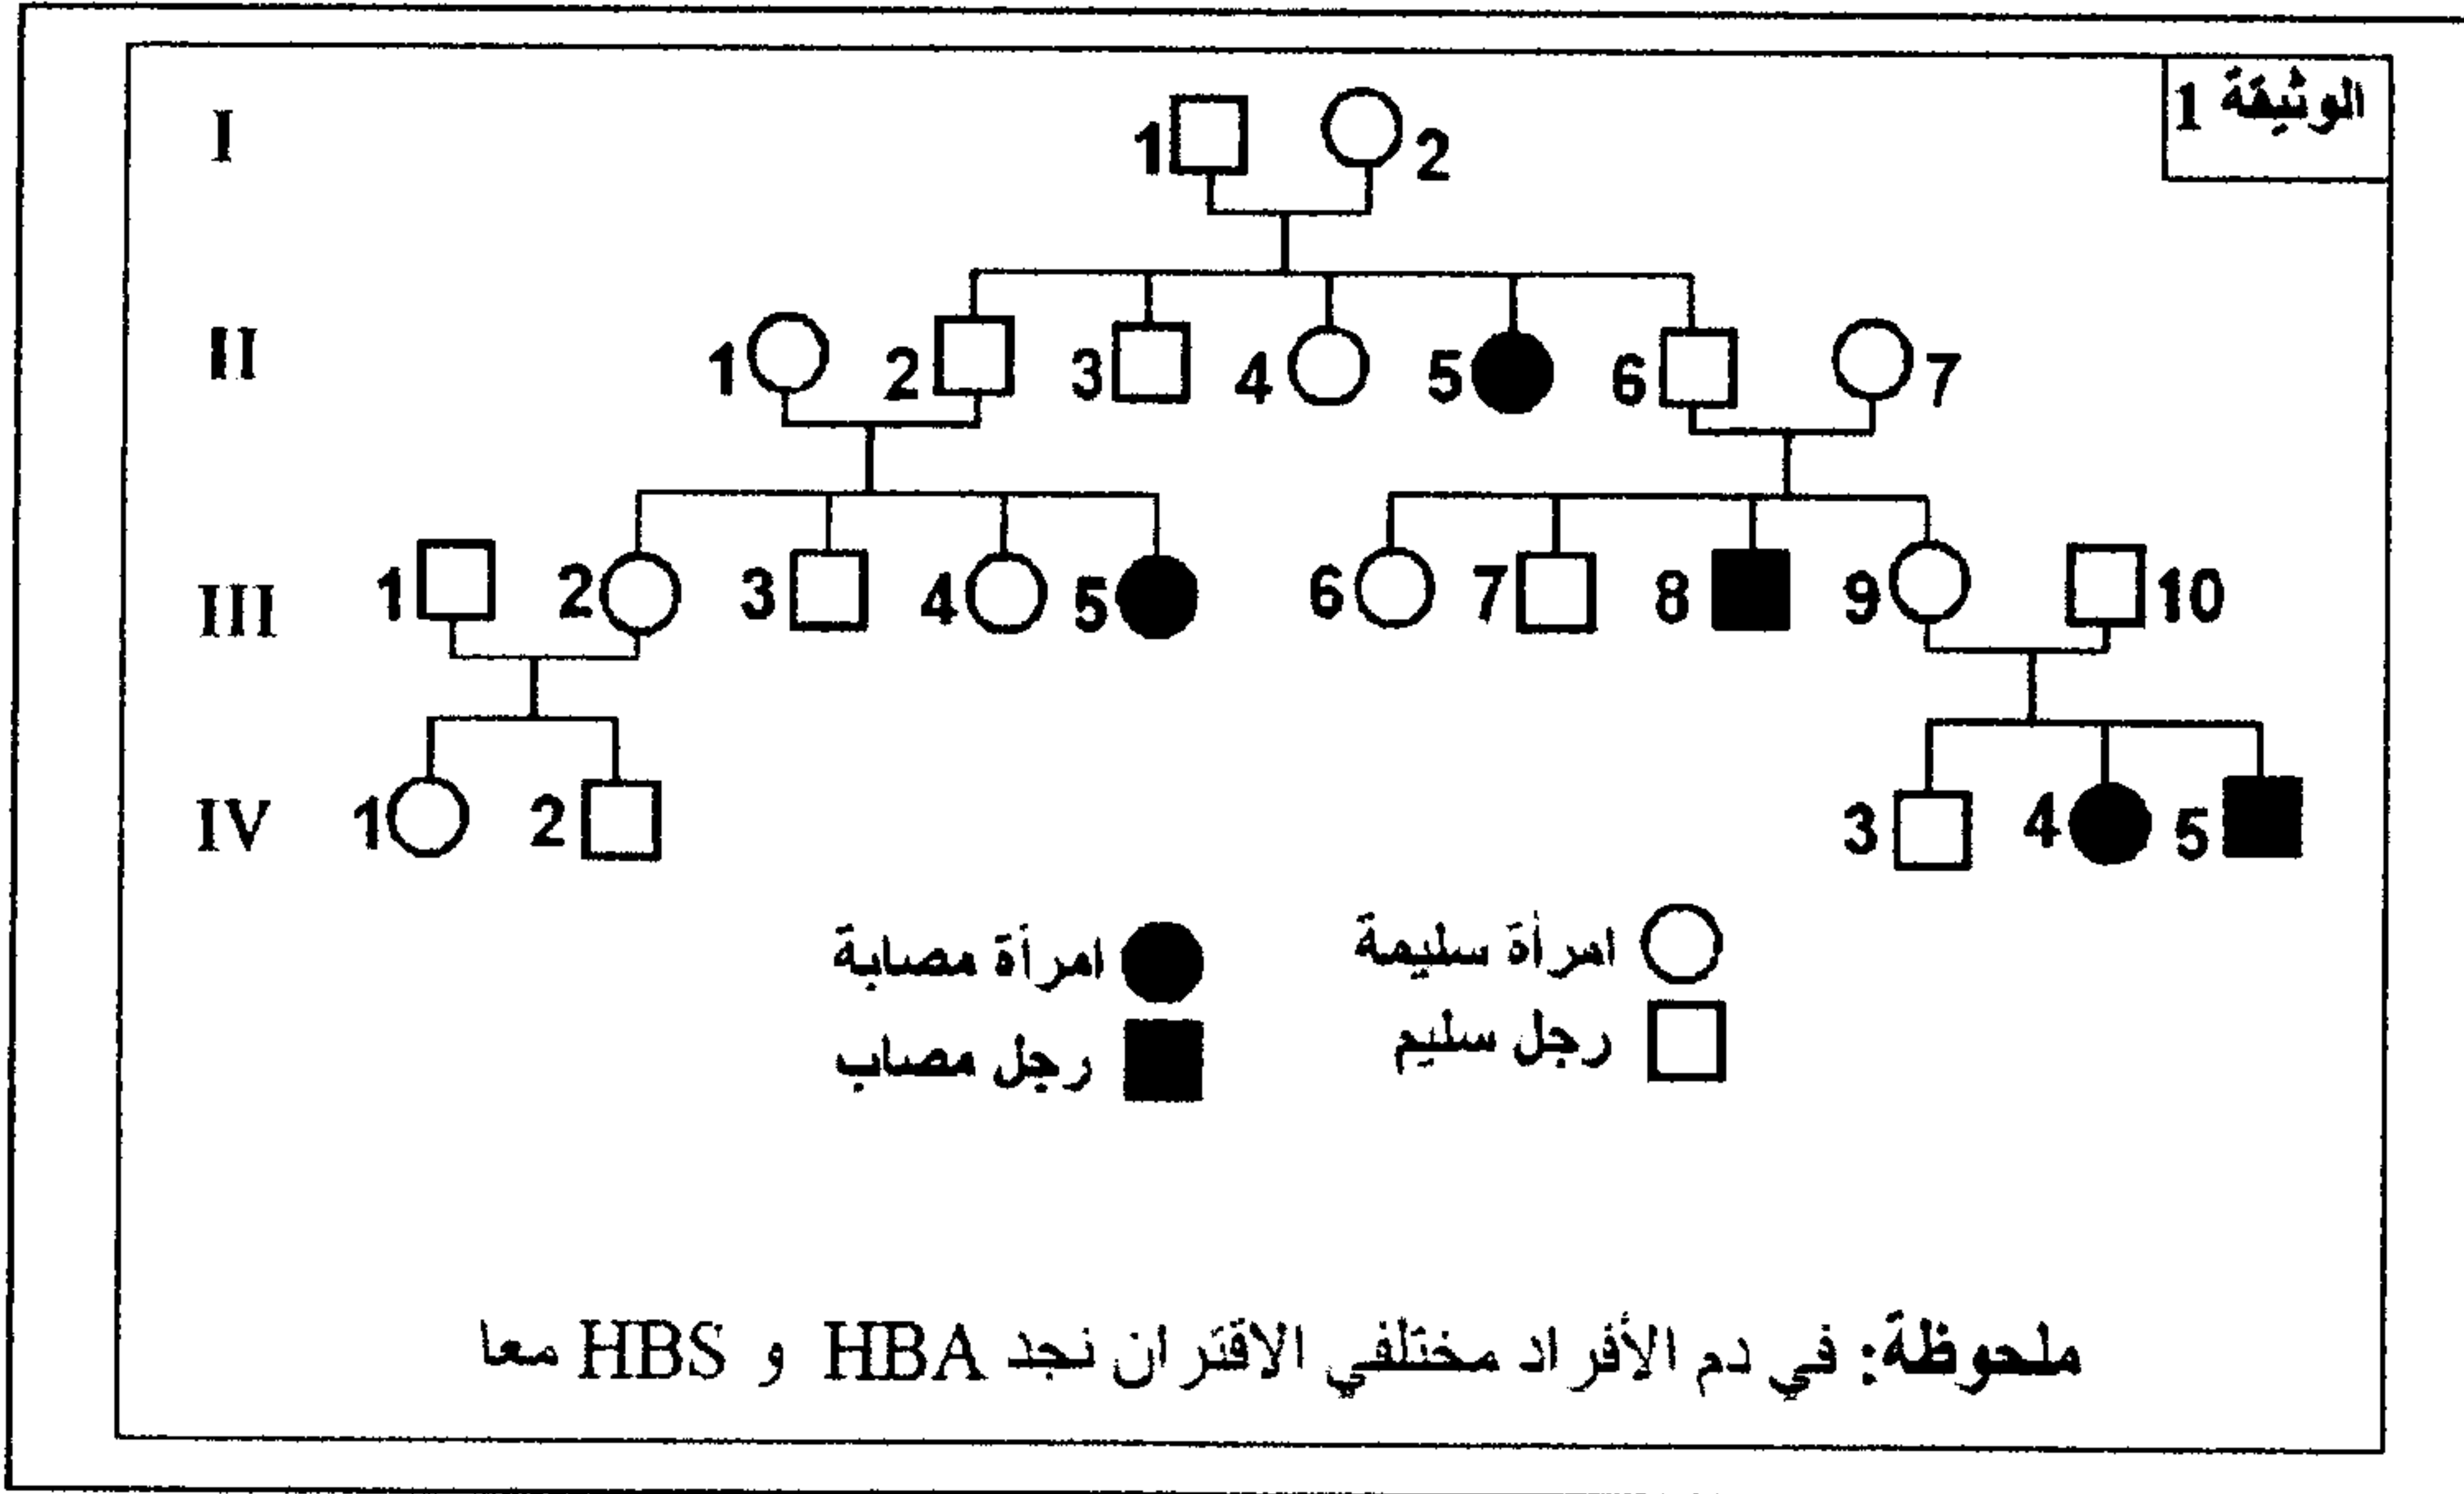 الوثيقة 1
I
1 2
II
1 2 3 4 5 6 7
III
1 2 3 4 5 6 7 8 9 10
IV
1 2 3 4 5
امرأة سليمة
امرأة مصابة
رجل سليم
رجل مصاب
ملحوظة: في دم الأفراد مختلفي الاقتران نجد HBA و HBS معا